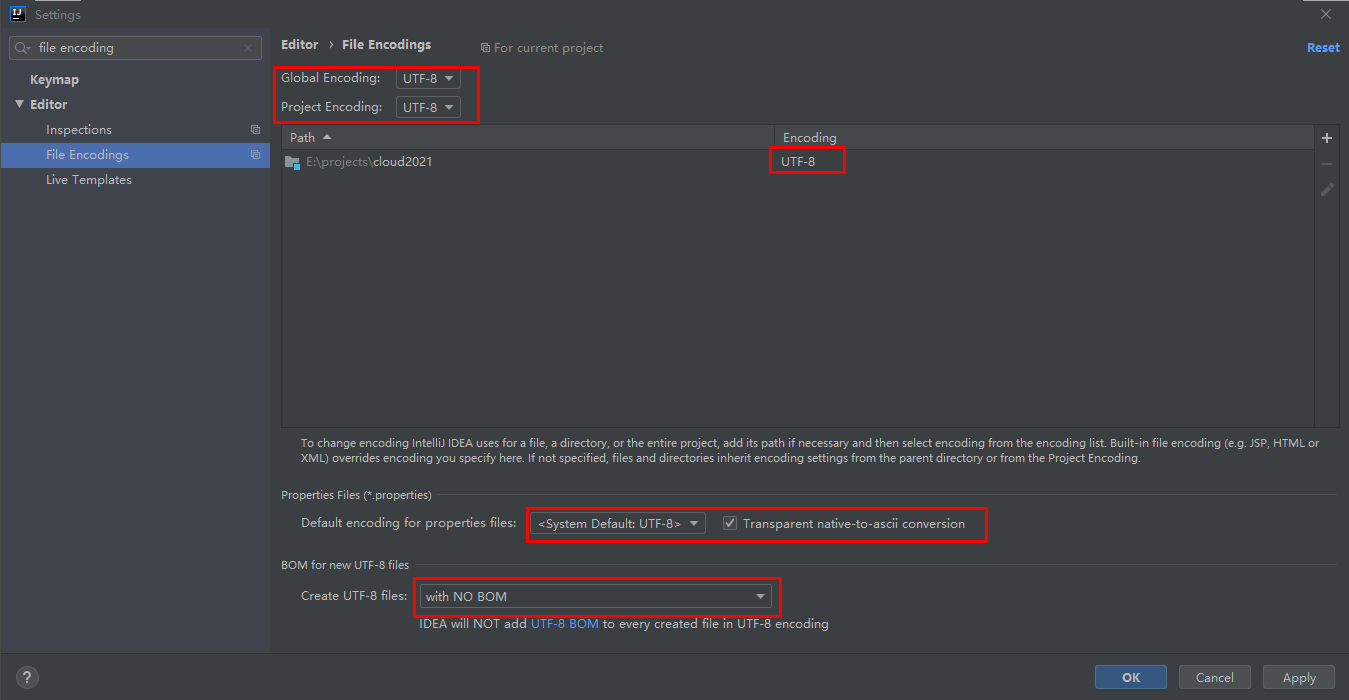 IJ Settings
file encoding
Keymap
Editor
Inspections
File Encodings
Live Templates
Editor › File Encodings
For current project
Reset
Global Encoding: UTF-8
Project Encoding: UTF-8
Path Encoding
E:\projects\cloud2021 UTF-8
To change encoding IntelliJ IDEA uses for a file, a directory, or the entire project, add its path if necessary and then select encoding from the encoding list. Built-in file encoding (e.g. JSP, HTML or
XML) overrides encoding you specify here. If not specified, files and directories inherit encoding settings from the parent directory or from the Project Encoding.
Properties Files (*.properties)
Default encoding for properties files: <System Default: UTF-8> Transparent native-to-ascii conversion
BOM for new UTF-8 files
Create UTF-8 files: with NO BOM
IDEA will NOT add UTF-8 BOM to every created file in UTF-8 encoding
? OK Cancel Apply